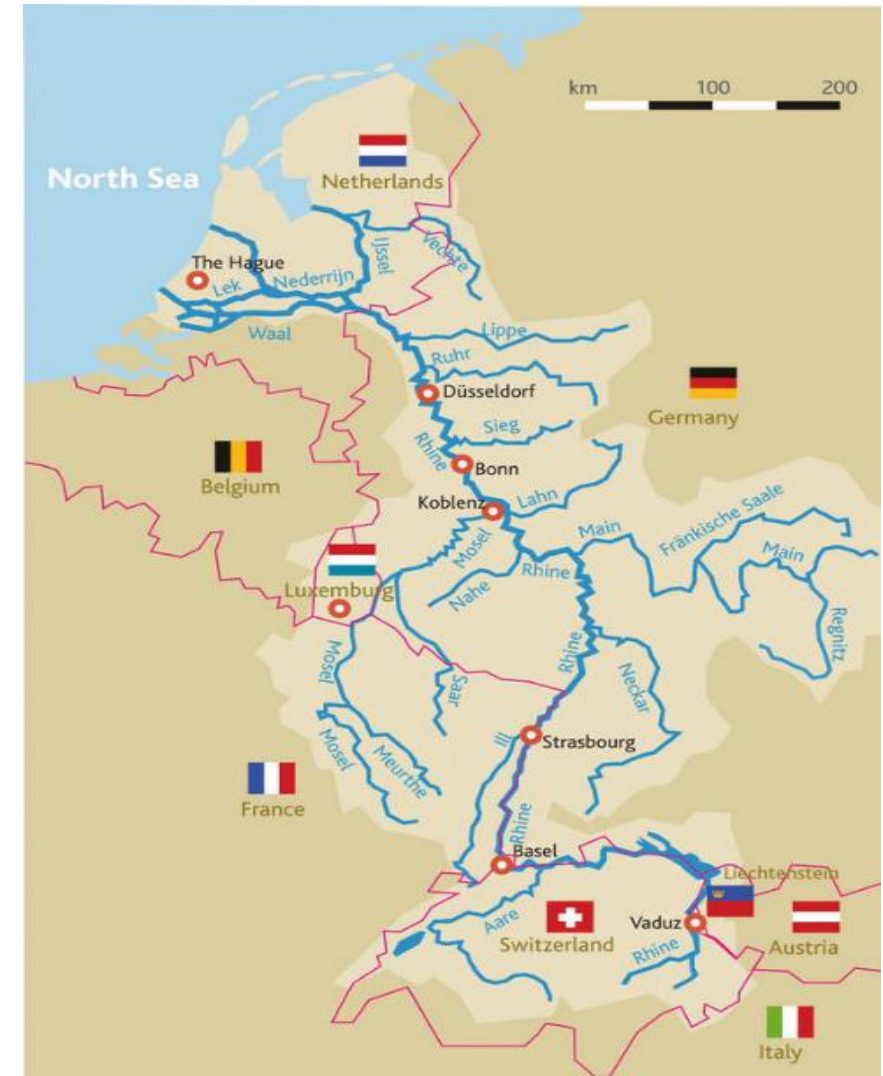 km 100 200
North Sea
Netherlands
The Hague
Lek
Nederrijn
IJssel
Vechte
Waal
Lippe
Ruhr
Düsseldorf
Germany
Sieg
Rhine
Belgium
Bonn
Koblenz
Lahn
Mosel
Main
Fränkische Saale
Main
Rhine
Nahe
Luxemburg
Regnitz
Rhine
Mosel
Saar
Neckar
Ill
Strasbourg
Mosel
Meurthe
France
Rhine
Basel
Liechtenstein
Aare
Switzerland
Vaduz
Rhine
Austria
Italy